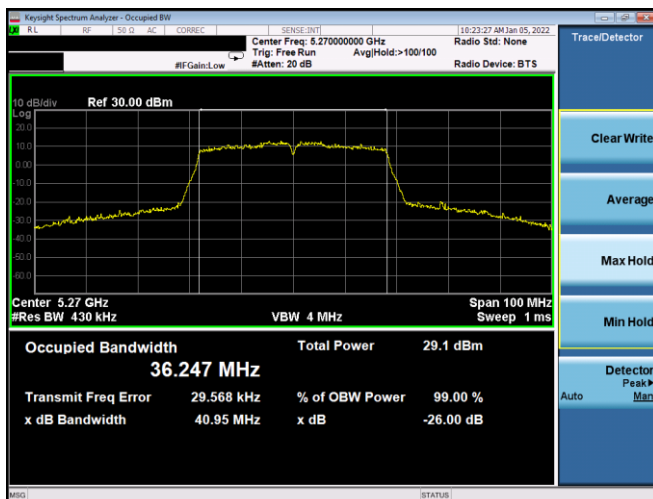 Keysight Spectrum Analyzer - Occupied BW
RL RF 50 Ω AC CORREC SENSE:INT 10:23:27 AM Jan 05, 2022
Center Freq: 5.270000000 GHz Radio Std: None
Trig: Free Run Avg|Hold:>100/100
#IFGain:Low #Atten: 20 dB Radio Device: BTS
Trace/Detector
10 dB/div Ref 30.00 dBm
Log
20.0
10.0
0.00
-10.0
-20.0
-30.0
-40.0
-50.0
-60.0
Center 5.27 GHz Span 100 MHz
#Res BW 430 kHz VBW 4 MHz Sweep 1 ms
Occupied Bandwidth Total Power 29.1 dBm
36.247 MHz
Transmit Freq Error 29.568 kHz % of OBW Power 99.00 %
x dB Bandwidth 40.95 MHz x dB -26.00 dB
Clear Write
Average
Max Hold
Min Hold
Detector
Peak▶
Auto Man
MSG STATUS